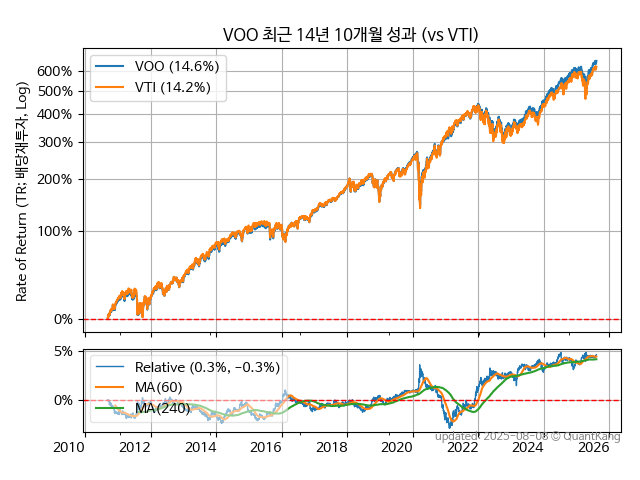 VOO 최근 14년 10개월 성과 (vs VTI)
Rate of Return (TR; 배당재투자, Log)
VOO (14.6%)
VTI (14.2%)
600%
500%
400%
300%
200%
100%
0%
5%
0%
Relative (0.3%, −0.3%)
MA(60)
MA(240)
2010 2012 2014 2016 2018 2020 2022 2024 2026
updated: 2025-08-08 © QuantKang